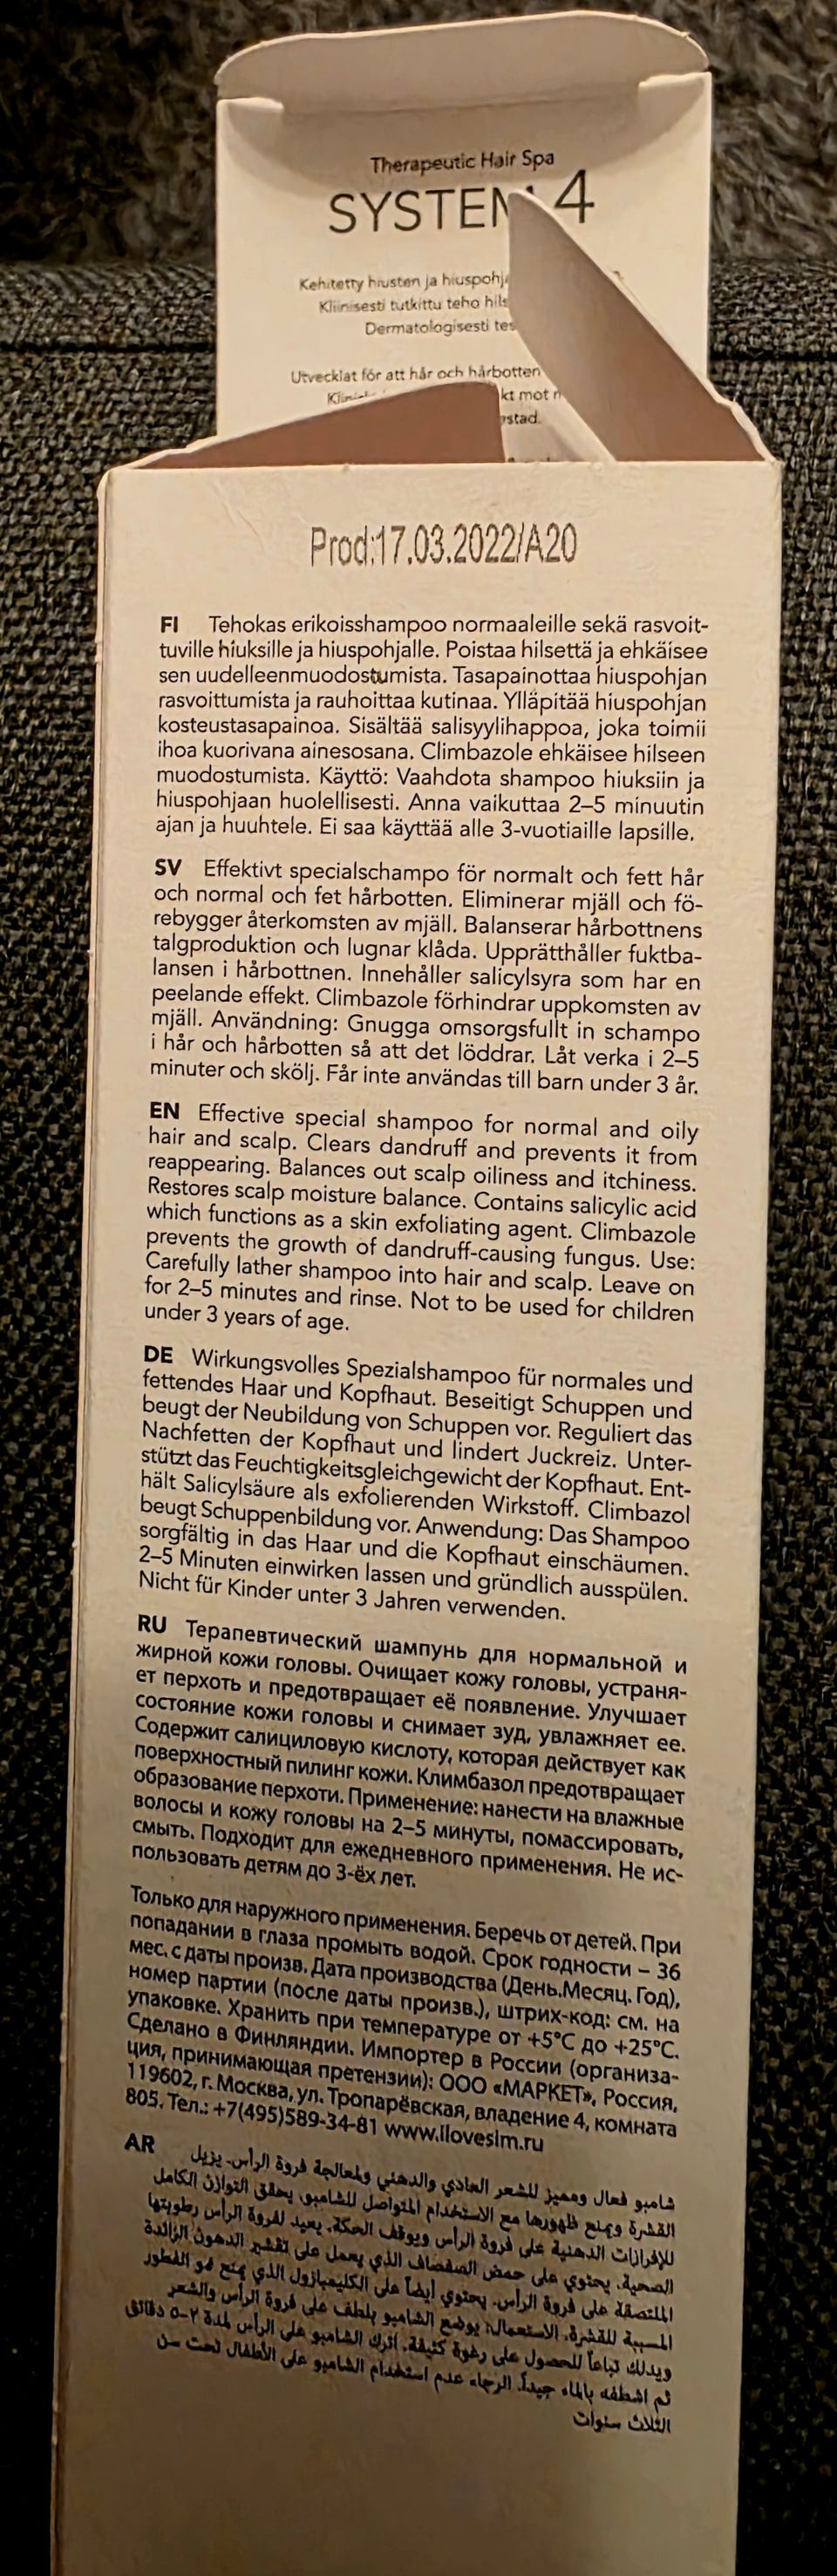 Therapeutic Hair Spa
SYSTEM 4
Kehitetty hiusten ja
Kliinisesti tutkittu teho
Dermatologisesti
Utvecklat för att hår och hårbotten
kt mot
stad.
Prod:17.03.2022/A20
FI Tehokas erikoisshampoo normaaleille sekä rasvoit-
tuville hiuksille ja hiuspohjalle. Poistaa hilsettä ja ehkäisee
sen uudelleenmuodostumista. Tasapainottaa hiuspohjan
rasvoittumista ja rauhoittaa kutinaa. Ylläpitää hiuspohjan
kosteustasapainoa. Sisältää salisyylihappoa, joka toimii
ihoa kuorivana ainesosana. Climbazole ehkäisee hilseen
muodostumista. Käyttö: Vaahdota shampoo hiuksiin ja
hiuspohjaan huolellisesti. Anna vaikuttaa 2–5 minuutin
ajan ja huuhtele. Ei saa käyttää alle 3-vuotiaille lapsille.
SV Effektivt specialschampo för normalt och fett hår
och normal och fet hårbotten. Eliminerar mjäll och fö-
rebygger återkomsten av mjäll. Balanserar hårbottnens
talgproduktion och lugnar klåda. Upprätthåller fuktba-
lansen i hårbottnen. Innehåller salicylsyra som har en
peelande effekt. Climbazole förhindrar uppkomsten av
mjäll. Användning: Gnugga omsorgsfullt in schampo
i hår och hårbotten så att det löddrar. Låt verka i 2–5
minuter och skölj. Får inte användas till barn under 3 år.
EN Effective special shampoo for normal and oily
hair and scalp. Clears dandruff and prevents it from
reappearing. Balances out scalp oiliness and itchiness.
Restores scalp moisture balance. Contains salicylic acid
which functions as a skin exfoliating agent. Climbazole
prevents the growth of dandruff-causing fungus. Use:
Carefully lather shampoo into hair and scalp. Leave on
for 2–5 minutes and rinse. Not to be used for children
under 3 years of age.
DE Wirkungsvolles Spezialshampoo für normales und
fettendes Haar und Kopfhaut. Beseitigt Schuppen und
beugt der Neubildung von Schuppen vor. Reguliert das
Nachfetten der Kopfhaut und lindert Juckreiz. Unter-
stützt das Feuchtigkeitsgleichgewicht der Kopfhaut. Ent-
hält Salicylsäure als exfolierenden Wirkstoff. Climbazol
beugt Schuppenbildung vor. Anwendung: Das Shampoo
sorgfältig in das Haar und die Kopfhaut einschäumen.
2–5 Minuten einwirken lassen und gründlich ausspülen.
Nicht für Kinder unter 3 Jahren verwenden.
RU Терапевтический шампунь для нормальной и
жирной кожи головы. Очищает кожу головы, устраня-
ет перхоть и предотвращает её появление. Улучшает
состояние кожи головы и снимает зуд, увлажняет ее.
Содержит салициловую кислоту, которая действует как
поверхностный пилинг кожи. Климбазол предотвращает
образование перхоти. Применение: нанести на влажные
волосы и кожу головы на 2–5 минуты, помассировать,
смыть. Подходит для ежедневного применения. Не ис-
пользовать детям до 3-ёх лет.
Только для наружного применения. Беречь от детей. При
попадании в глаза промыть водой. Срок годности – 36
мес. с даты произв. Дата производства (День.Месяц. Год),
номер партии (после даты произв.), штрих-код: см. на
упаковке. Хранить при температуре от +5°C до +25°C.
Сделано в Финляндии. Импортер в России (организа-
ция, принимающая претензии): ООО «МАРКЕТ», Россия,
119602, г. Москва, ул. Тропарёвская, владение 4, комната
805. Тел.: +7(495)589-34-81 www.ilovesim.ru
AR شامبو فعال ومميز للشعر العادي والدهني ولمعالجة فروة الرأس. يزيل
القشرة ويمنع ظهورها مع الاستخدام المتواصل للشامبو. يحقق التوازن الكامل
للإفرازات الدهنية على فروة الرأس ويوقف الحكة. يعيد لفروة الرأس رطوبتها
الصحية. يحتوي على حمض الصفصاف الذي يعمل على تقشير الدهون الزائدة
الملتصقة على فروة الرأس. يحتوي أيضاً على الكليمبازول الذي يمنع نمو الفطور
المسببة للقشرة. الاستعمال: يوضع الشامبو بلطف على فروة الرأس والشعر
ويدلك تباعاً للحصول على رغوة كثيفة. اترك الشامبو على الرأس لمدة ٢-٥ دقائق
ثم اشطفه بالماء جيداً. الرجاء عدم استخدام الشامبو على الأطفال تحت سن
الثلاث سنوات